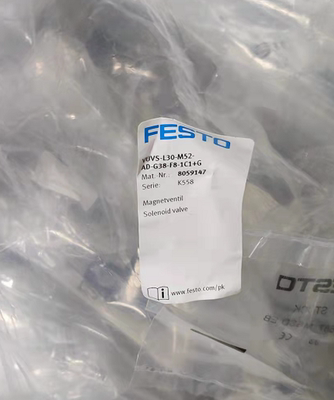 FESTO
VUVS-L30-M52-
AD-G38-F8-1C1+G
Mat.-Nr.: 8059147
Serie: K558
Magnetventil
Solenoid valve
i www.festo.com/pk
FESTO